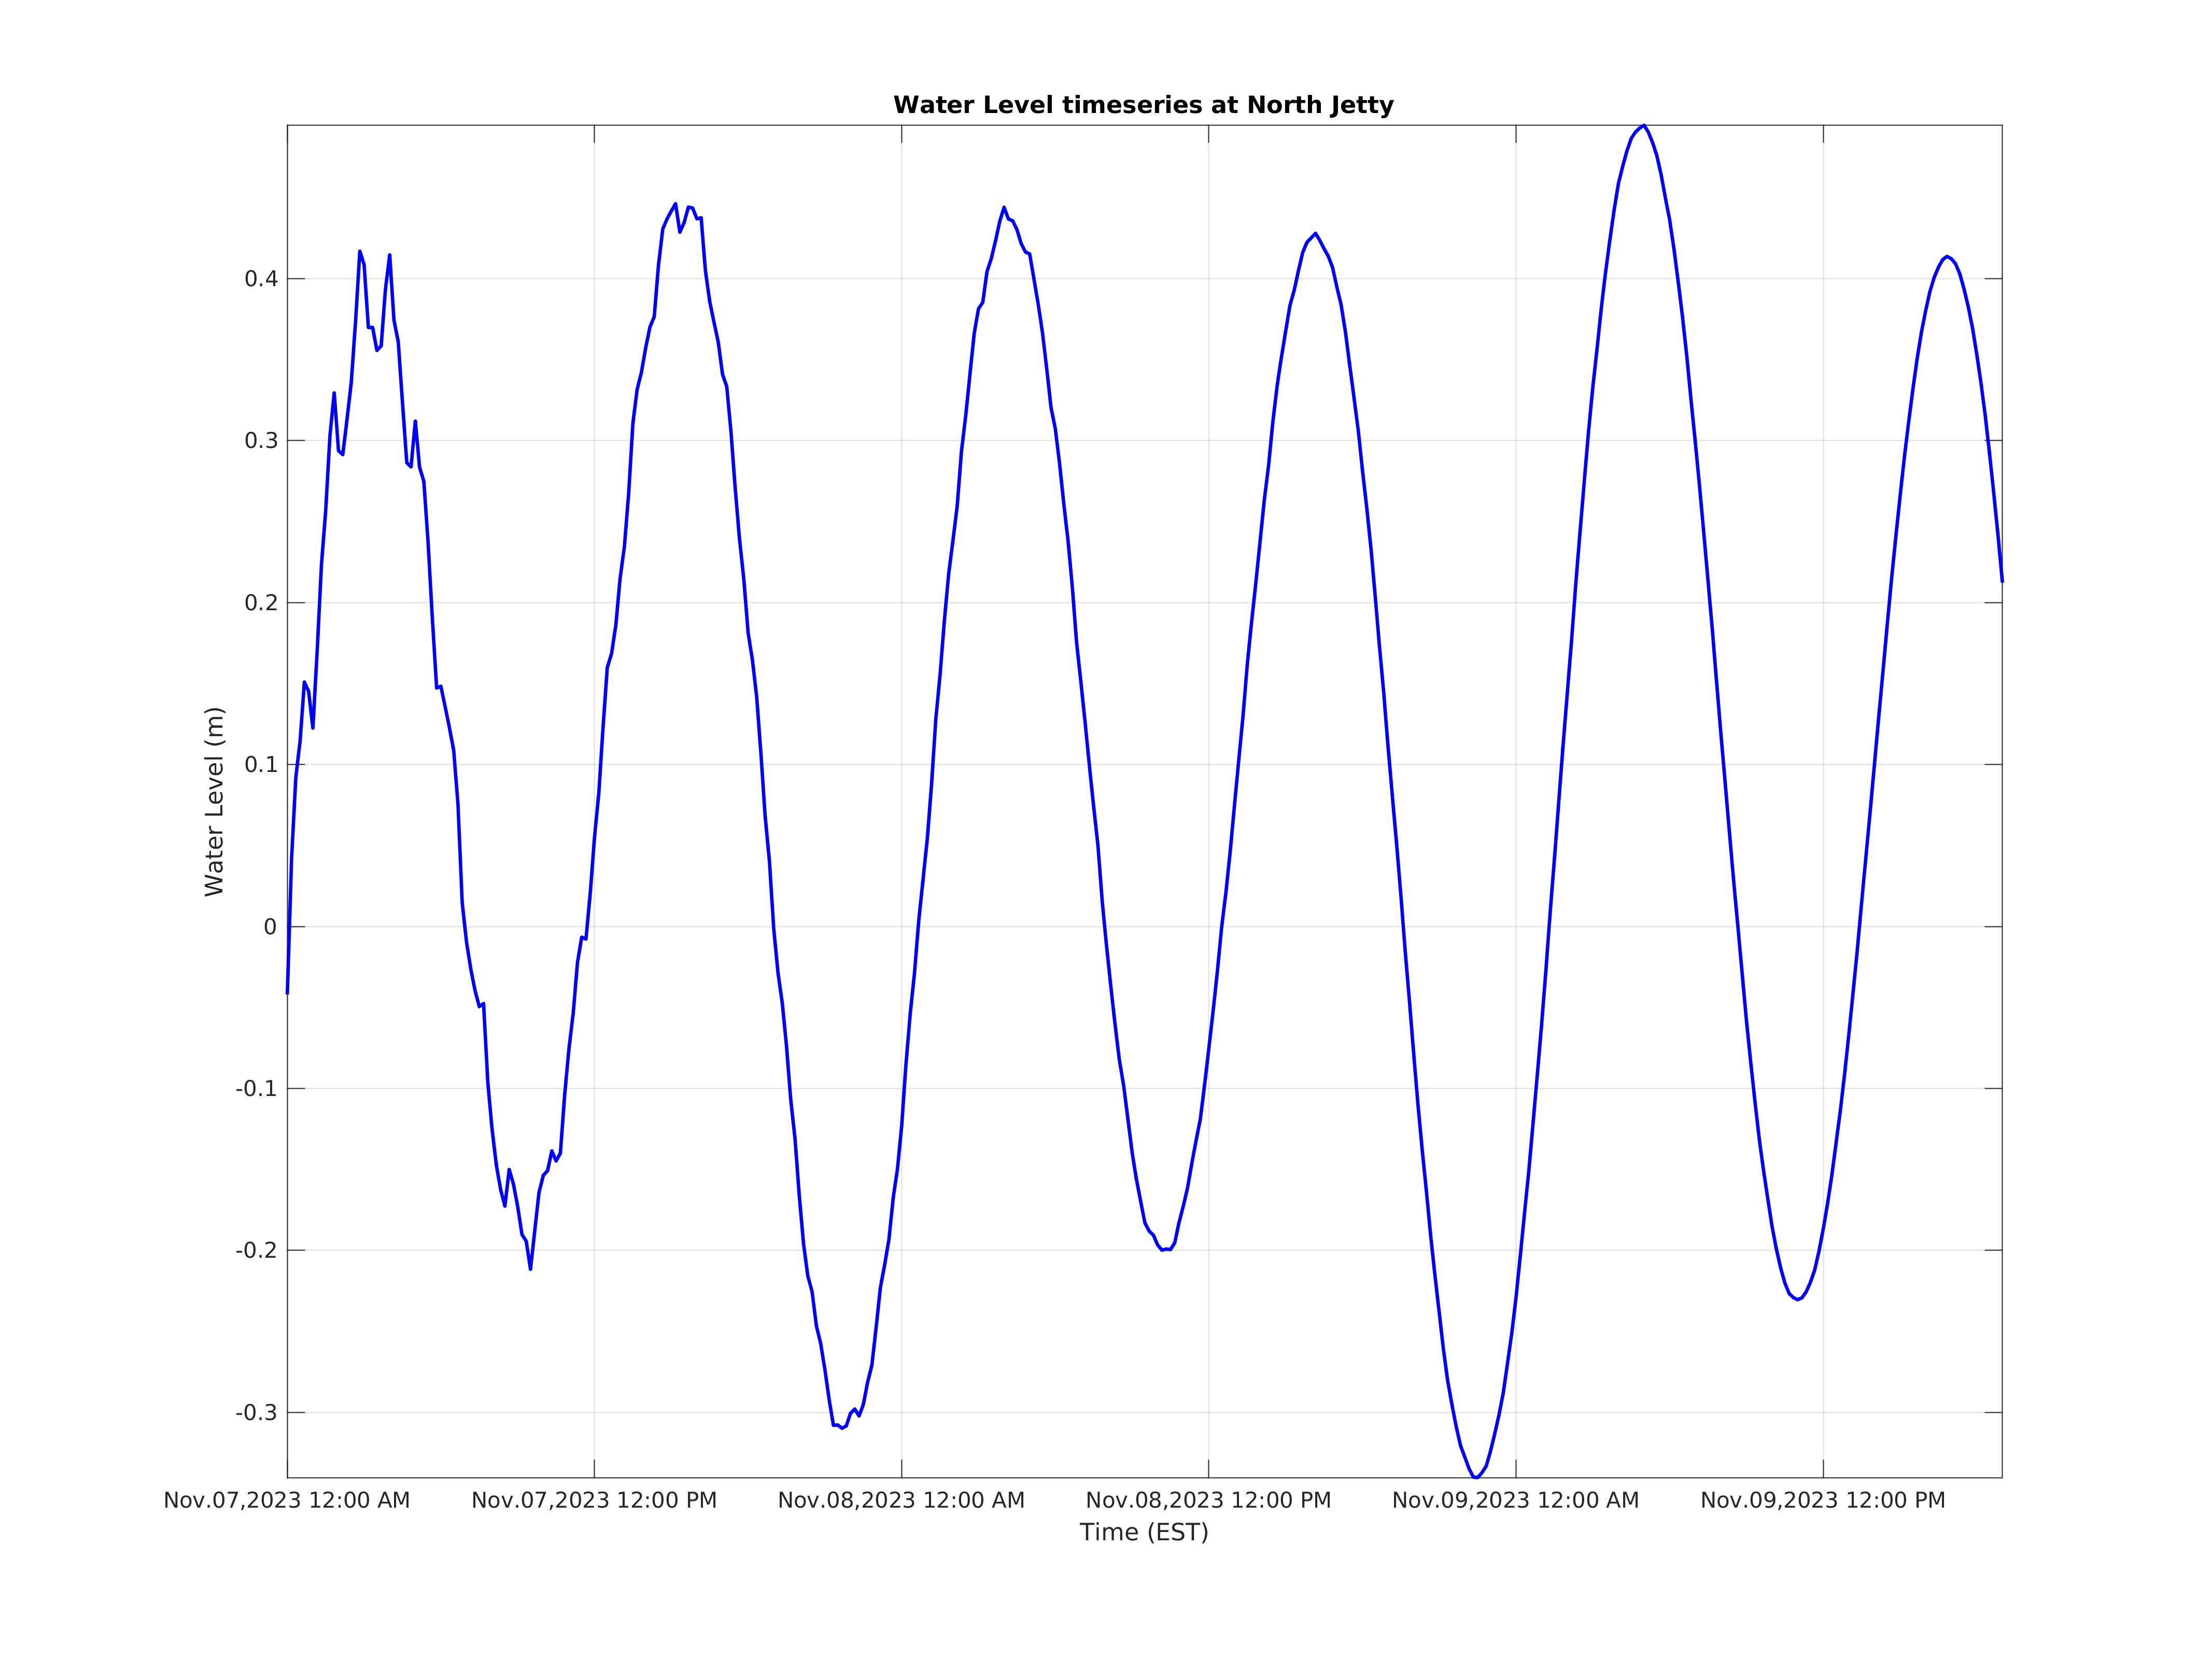 Water Level timeseries at North Jetty
Water Level (m)
0.4
0.3
0.2
0.1
0
-0.1
-0.2
-0.3
Nov.07,2023 12:00 AM Nov.07,2023 12:00 PM Nov.08,2023 12:00 AM Nov.08,2023 12:00 PM Nov.09,2023 12:00 AM Nov.09,2023 12:00 PM
Time (EST)